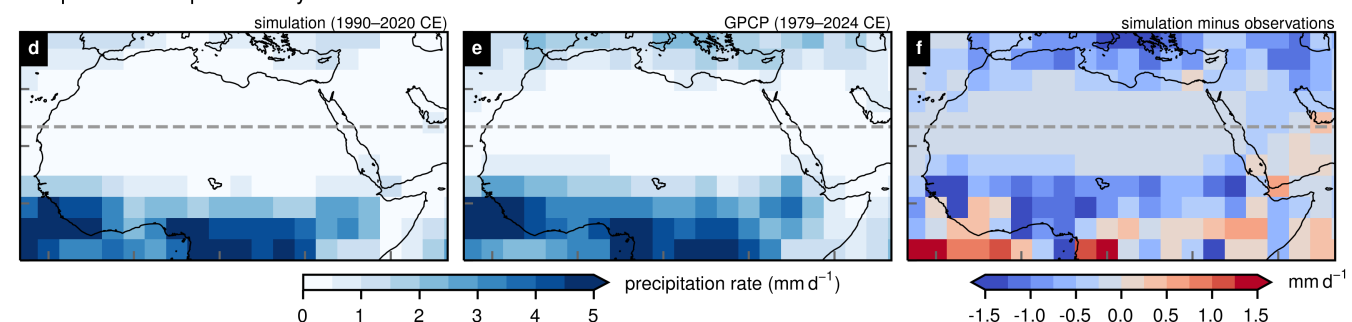 simulation (1990–2020 CE)
GPCP (1979–2024 CE)
simulation minus observations
d
e
f
0 1 2 3 4 5
precipitation rate (mm d⁻¹)
-1.5 -1.0 -0.5 0.0 0.5 1.0 1.5
mm d⁻¹